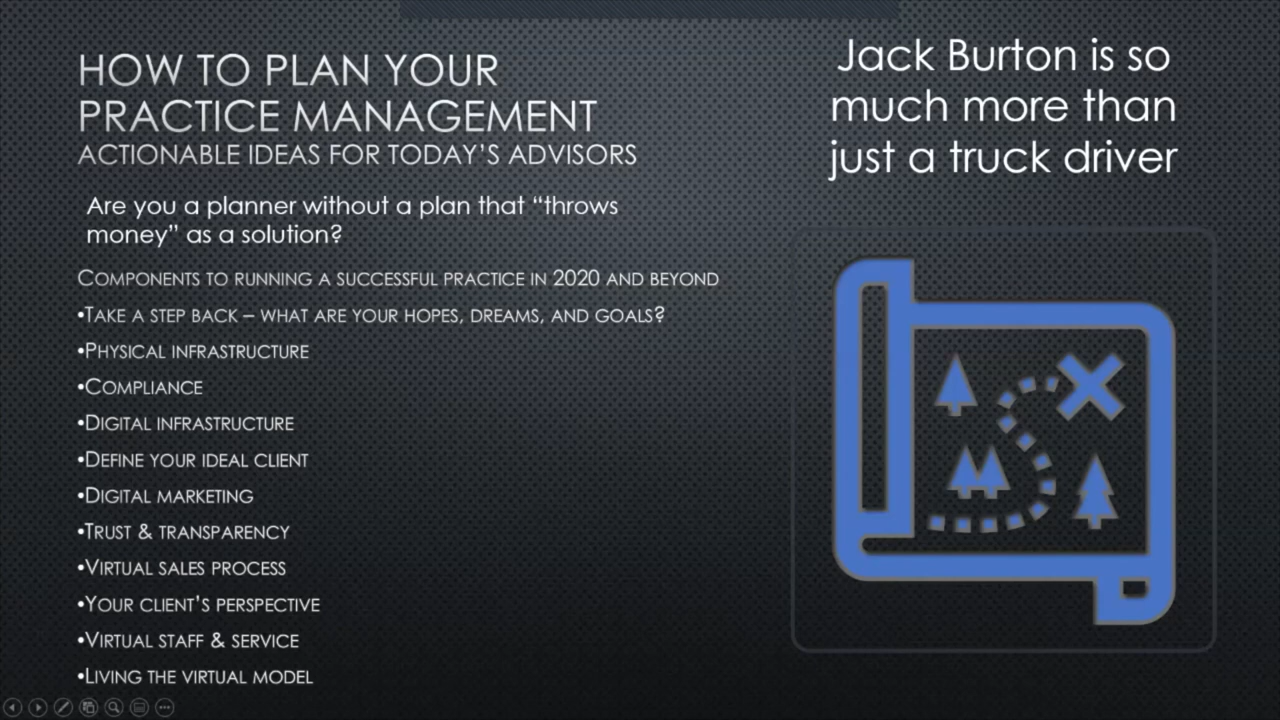 HOW TO PLAN YOUR
PRACTICE MANAGEMENT
ACTIONABLE IDEAS FOR TODAY'S ADVISORS
Are you a planner without a plan that “throws
money” as a solution?
COMPONENTS TO RUNNING A SUCCESSFUL PRACTICE IN 2020 AND BEYOND
•TAKE A STEP BACK – WHAT ARE YOUR HOPES, DREAMS, AND GOALS?
•PHYSICAL INFRASTRUCTURE
•COMPLIANCE
•DIGITAL INFRASTRUCTURE
•DEFINE YOUR IDEAL CLIENT
•DIGITAL MARKETING
•TRUST & TRANSPARENCY
•VIRTUAL SALES PROCESS
•YOUR CLIENT'S PERSPECTIVE
•VIRTUAL STAFF & SERVICE
•LIVING THE VIRTUAL MODEL
Jack Burton is so
much more than
just a truck driver